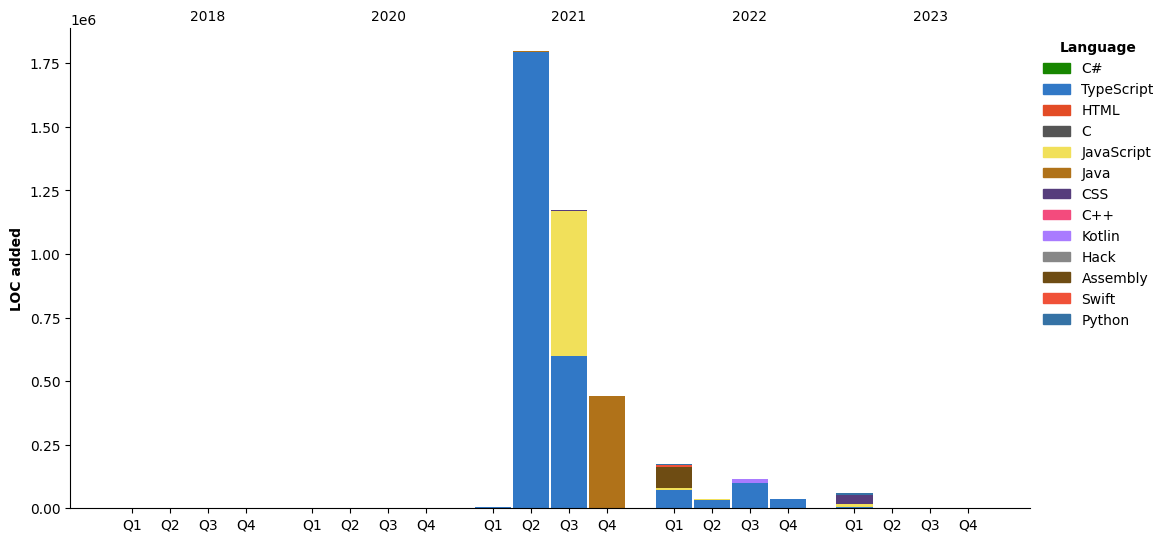 1e6
2018 2020 2021 2022 2023
1.75
1.50
1.25
1.00
0.75
0.50
0.25
0.00
LOC added
Q1 Q2 Q3 Q4 Q1 Q2 Q3 Q4 Q1 Q2 Q3 Q4 Q1 Q2 Q3 Q4 Q1 Q2 Q3 Q4
Language
C#
TypeScript
HTML
C
JavaScript
Java
CSS
C++
Kotlin
Hack
Assembly
Swift
Python